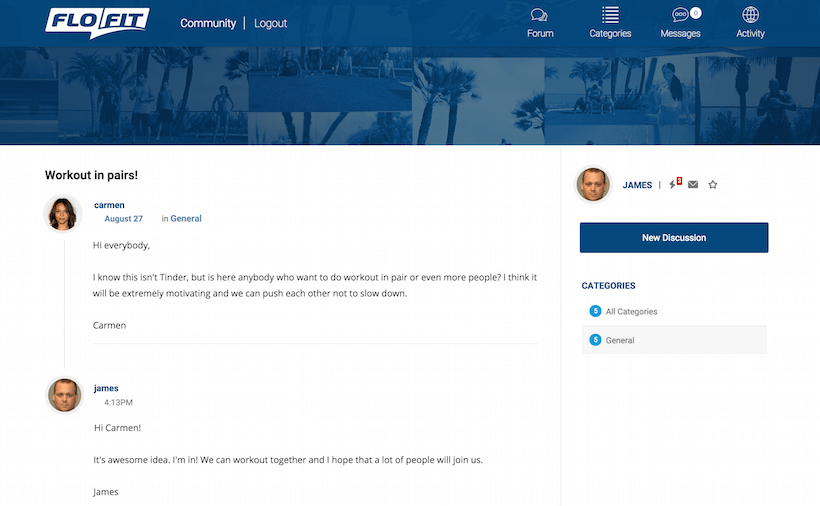 FLO FIT
Community | Logout
Forum
Categories
0
Messages
Activity
Workout in pairs!
carmen
August 27 in General
Hi everybody,
I know this isn't Tinder, but is here anybody who want to do workout in pair or even more people? I think it
will be extremely motivating and we can push each other not to slow down.
Carmen
james
4:13PM
Hi Carmen!
It's awesome idea. I'm in! We can workout together and I hope that a lot of people will join us.
James
JAMES | 3
New Discussion
CATEGORIES
5 All Categories
5 General